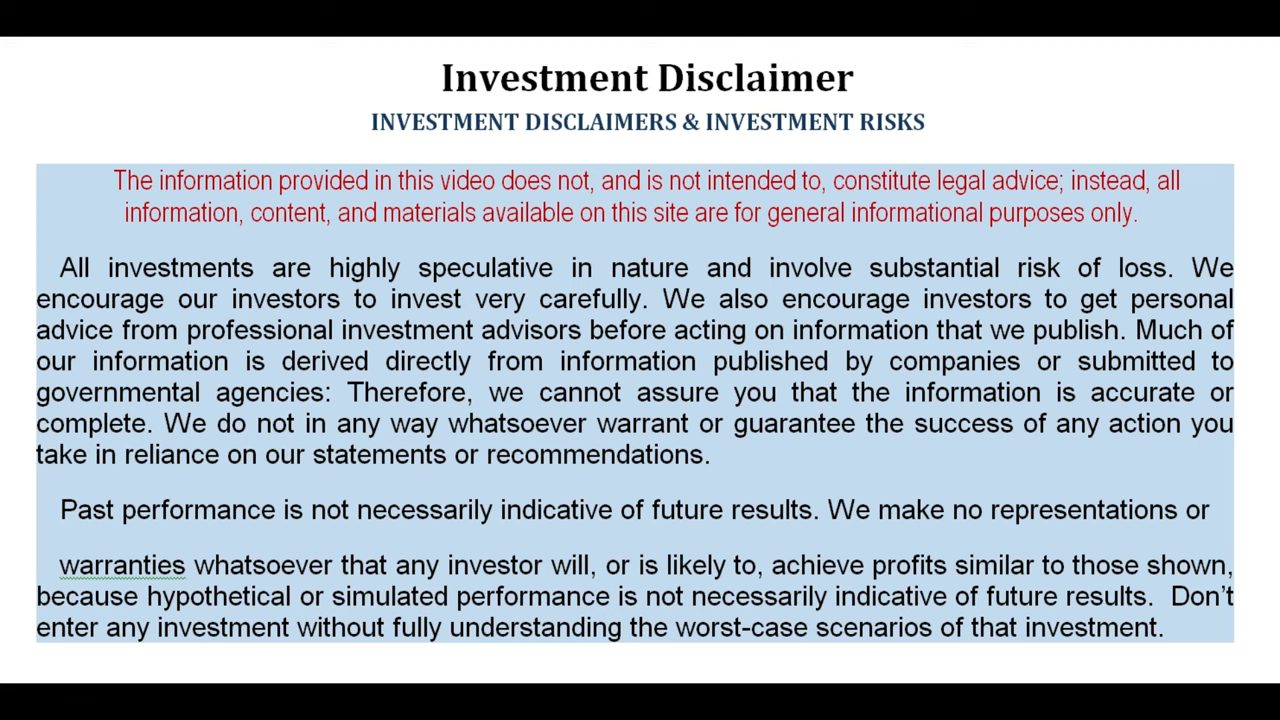 Investment Disclaimer
INVESTMENT DISCLAIMERS & INVESTMENT RISKS
The information provided in this video does not, and is not intended to, constitute legal advice; instead, all
information, content, and materials available on this site are for general informational purposes only.
All investments are highly speculative in nature and involve substantial risk of loss. We
encourage our investors to invest very carefully. We also encourage investors to get personal
advice from professional investment advisors before acting on information that we publish. Much of
our information is derived directly from information published by companies or submitted to
governmental agencies: Therefore, we cannot assure you that the information is accurate or
complete. We do not in any way whatsoever warrant or guarantee the success of any action you
take in reliance on our statements or recommendations.
Past performance is not necessarily indicative of future results. We make no representations or
warranties whatsoever that any investor will, or is likely to, achieve profits similar to those shown,
because hypothetical or simulated performance is not necessarily indicative of future results.  Don’t
enter any investment without fully understanding the worst-case scenarios of that investment.